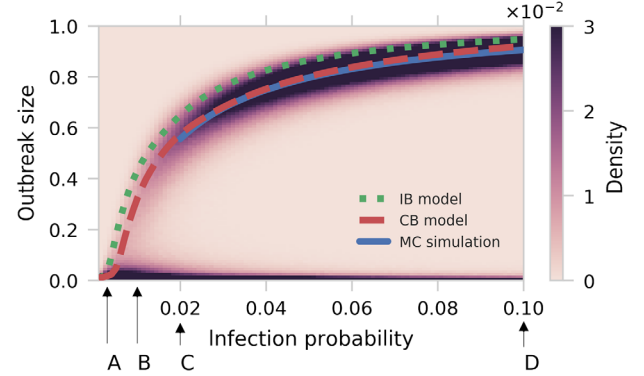 ×10⁻²
1.0
0.8
0.6
0.4
0.2
0.0
Outbreak size
IB model
CB model
MC simulation
3
2
1
0
Density
0.02 0.04 0.06 0.08 0.10
Infection probability
A B C D